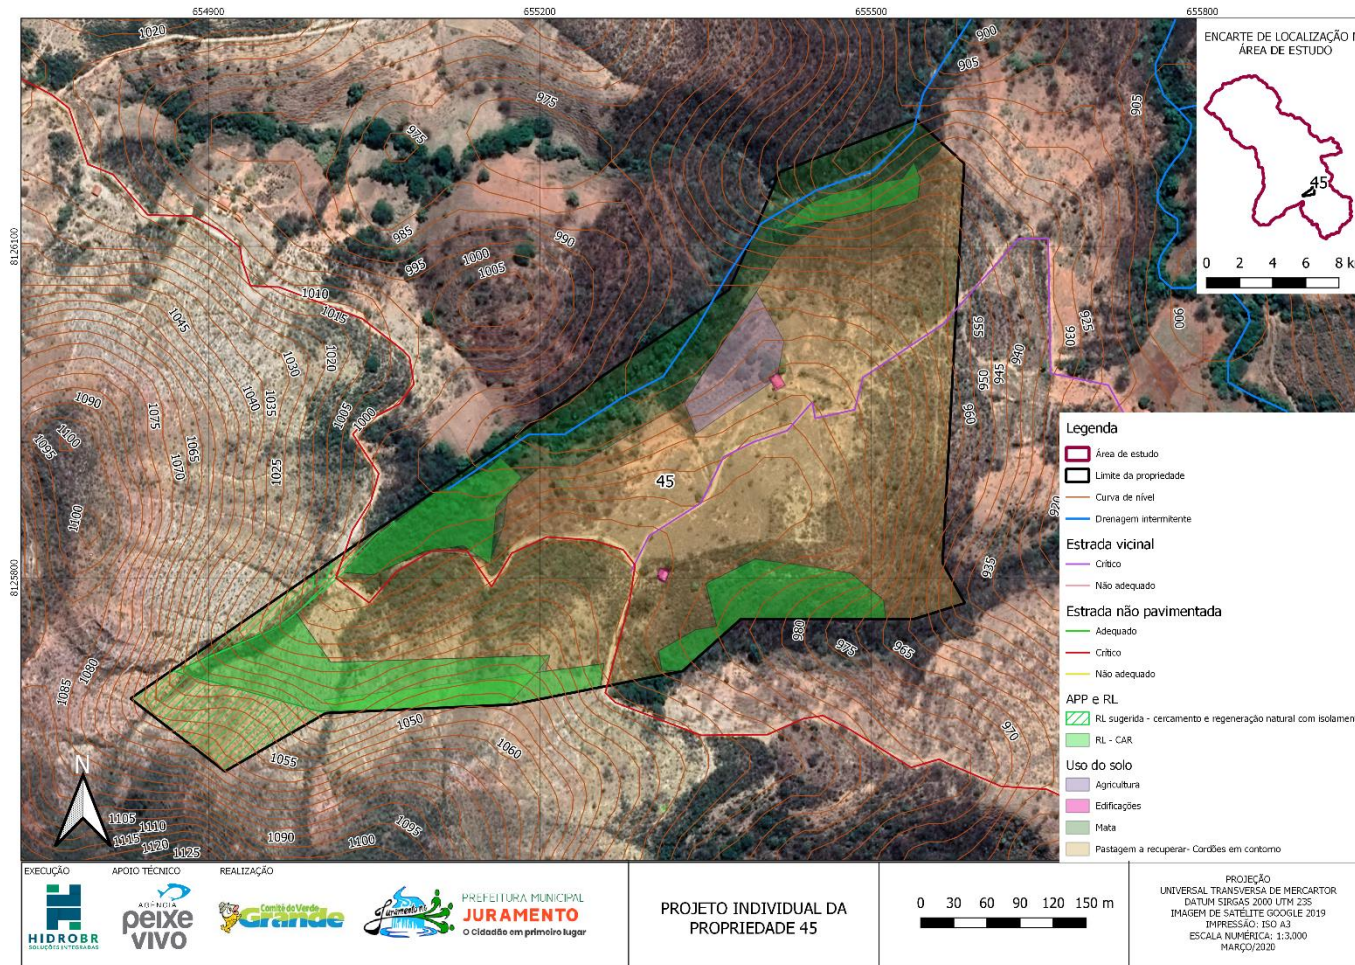 654900
655200
655500
655800
8126100
8125800
1020
975
975
985
995
1000
1005
990
1010
1015
1045
1030
1020
1040
1035
1005
1000
1090
1075
1100
1095
1065
1070
1025
1100
1080
1085
1050
1055
1060
1090
1095
1100
1105
1110
1115
1120
1125
900
905
905
900
925
930
955
940
945
950
960
920
935
980
975
965
970
45
N
ENCARTE DE LOCALIZAÇÃO N
ÁREA DE ESTUDO
45
0 2 4 6 8 k
Legenda
Área de estudo
Limite da propriedade
Curva de nível
Drenagem intermitente
Estrada vicinal
Crítico
Não adequado
Estrada não pavimentada
Adequado
Crítico
Não adequado
APP e RL
RL sugerida - cercamento e regeneração natural com isolamen
RL - CAR
Uso do solo
Agricultura
Edificações
Mata
Pastagem a recuperar- Cordões em contorno
EXECUÇÃO
HIDROBR
SOLUÇÕES INTEGRADAS
APOIO TÉCNICO
AGÊNCIA
peixe
vivo
REALIZAÇÃO
Comitê do Verde
Grande
Juramento
PREFEITURA MUNICIPAL
JURAMENTO
O Cidadão em primeiro lugar
PROJETO INDIVIDUAL DA
PROPRIEDADE 45
0 30 60 90 120 150 m
PROJEÇÃO
UNIVERSAL TRANSVERSA DE MERCARTOR
DATUM SIRGAS 2000 UTM 23S
IMAGEM DE SATÉLITE GOOGLE 2019
IMPRESSÃO: ISO A3
ESCALA NUMÉRICA: 1:3.000
MARÇO/2020